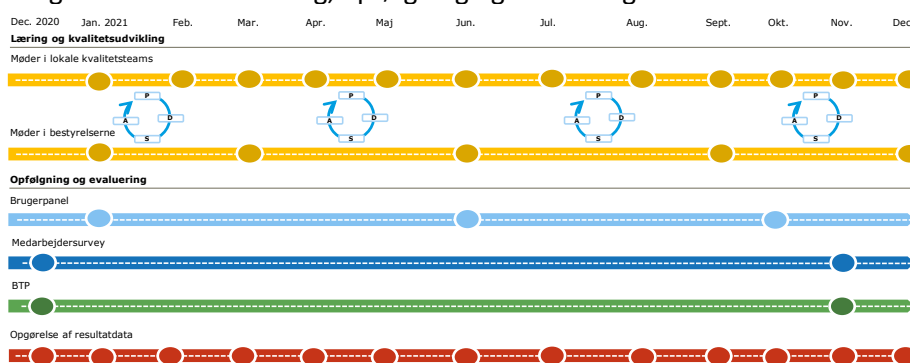 Dec. 2020 Jan. 2021 Feb. Mar. Apr. Maj Jun. Jul. Aug. Sept. Okt. Nov. Dec
Læring og kvalitetsudvikling
Møder i lokale kvalitetsteams
P P P P
A D A D A D A D
S S S S
Møder i bestyrelserne
Opfølgning og evaluering
Brugerpanel
Medarbejdersurvey
BTP
Opgørelse af resultatdata